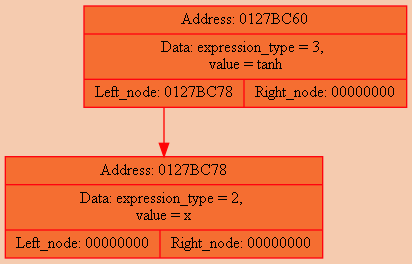 Address: 0127BC60
Data: expression_type = 3,
value = tanh
Left_node: 0127BC78 Right_node: 00000000
Address: 0127BC78
Data: expression_type = 2,
value = x
Left_node: 00000000 Right_node: 00000000